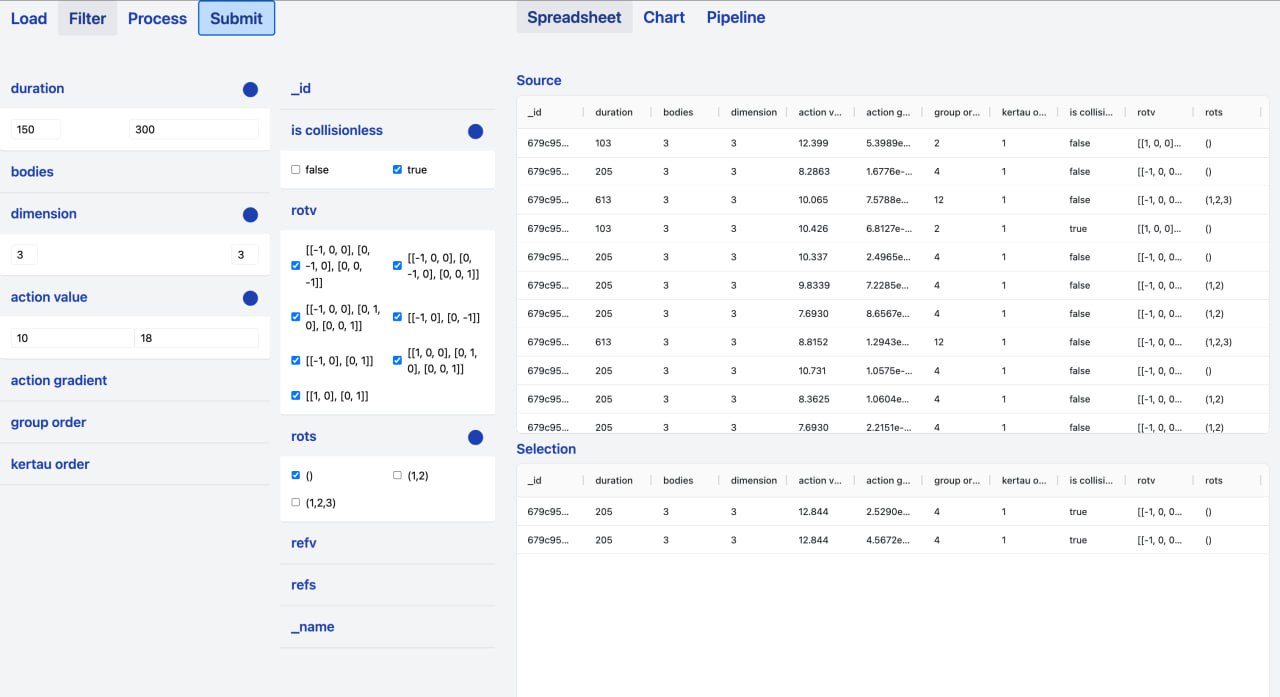 Load Filter Process Submit
Spreadsheet Chart Pipeline
duration
150 300
bodies
dimension
3 3
action value
10 18
action gradient
group order
kertau order
_id
is collisionless
false true
rotv
[[-1, 0, 0], [0,
-1, 0], [0, 0,
-1]]
[[-1, 0, 0], [0,
-1, 0], [0, 0, 1]]
[[-1, 0, 0], [0, 1,
0], [0, 0, 1]]
[[-1, 0], [0, -1]]
[[-1, 0], [0, 1]]
[[1, 0, 0], [0, 1,
0], [0, 0, 1]]
[[1, 0], [0, 1]]
rots
() (1,2)
(1,2,3)
refv
refs
_name
Source
_id duration bodies dimension action v... action g... group or... kertau o... is collisi... rotv rots
679c95... 103 3 3 12.399 5.3989e... 2 1 false [[1, 0, 0]... ()
679c95... 205 3 3 8.2863 1.6776e-... 4 1 false [[-1, 0, 0... ()
679c95... 613 3 3 10.065 7.5788e... 12 1 false [[-1, 0, 0... (1,2,3)
679c95... 103 3 3 10.426 6.8127e... 2 1 true [[1, 0, 0]... ()
679c95... 205 3 3 10.337 2.4965e... 4 1 false [[-1, 0, 0... ()
679c95... 205 3 3 9.8339 7.2285e... 4 1 false [[-1, 0, 0... (1,2)
679c95... 205 3 3 7.6930 8.6567e... 4 1 false [[-1, 0, 0... (1,2)
679c95... 613 3 3 8.8152 1.2943e... 12 1 false [[-1, 0, 0... (1,2,3)
679c95... 205 3 3 10.731 1.0575e-... 4 1 false [[-1, 0, 0... ()
679c95... 205 3 3 8.3625 1.0604e... 4 1 false [[-1, 0, 0... (1,2)
679c95... 205 3 3 7.6930 2.2151e-... 4 1 false [[-1, 0, 0... (1,2)
Selection
_id duration bodies dimension action v... action g... group or... kertau o... is collisi... rotv rots
679c95... 205 3 3 12.844 2.5290e... 4 1 true [[-1, 0, 0... ()
679c95... 205 3 3 12.844 4.5672e... 4 1 true [[-1, 0, 0... ()